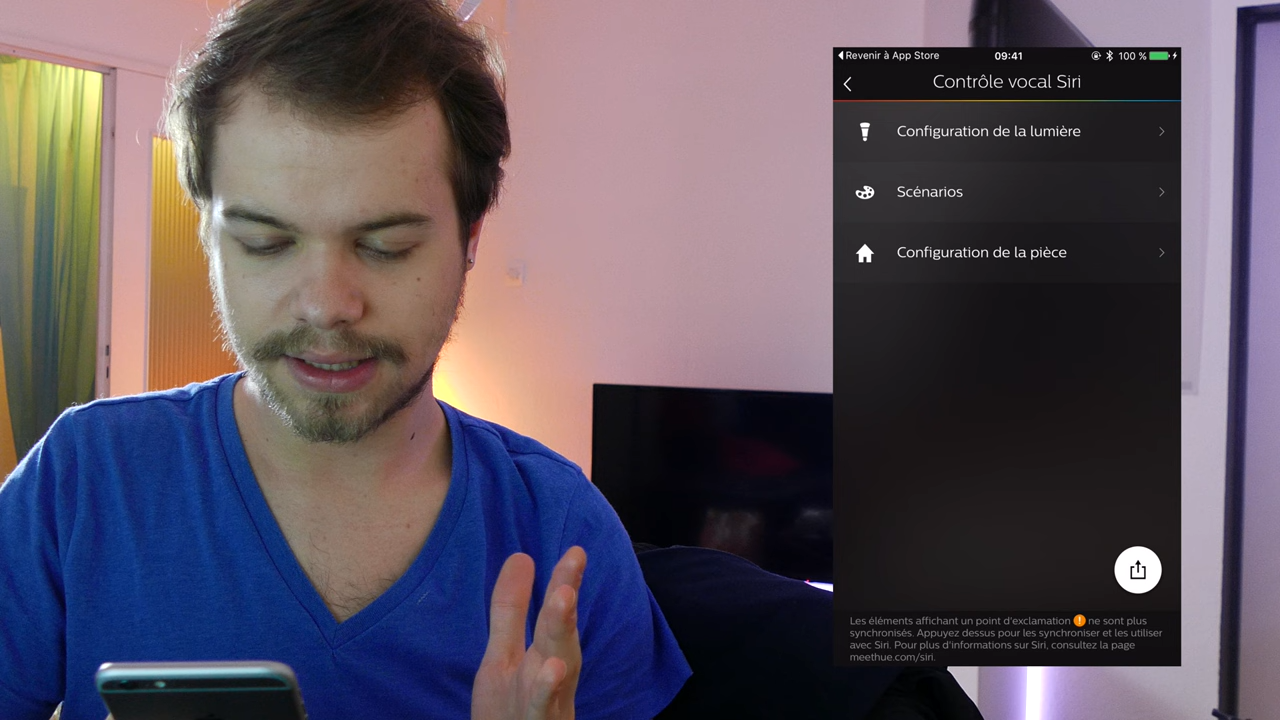 Revenir à App Store 09:41 100 %
Contrôle vocal Siri
Configuration de la lumière
Scénarios
Configuration de la pièce
Les éléments affichant un point d'exclamation ! ne sont plus
synchronisés. Appuyez dessus pour les synchroniser et les utiliser
avec Siri. Pour plus d'informations sur Siri, consultez la page
meethue.com/siri.